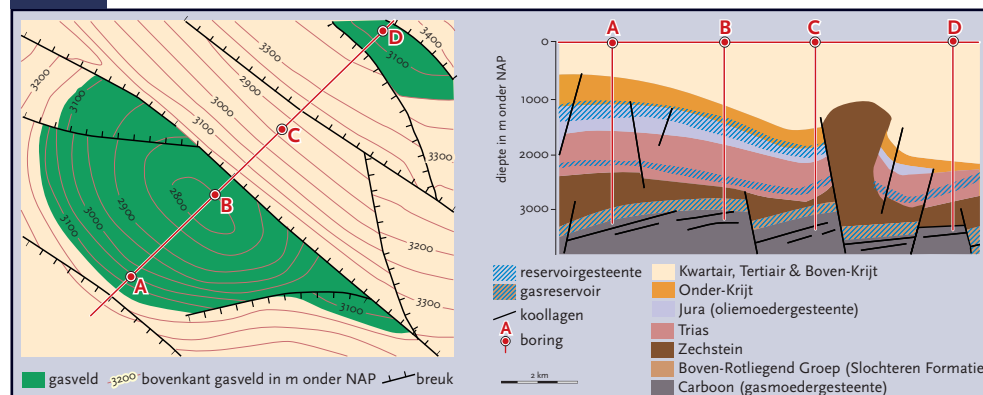 3300
3400
3100
D
3200
2900
3100
3000
3100
C
3300
2800
B
2900
3000
3100
3200
A
3100
3300
gasveld
3200 bovenkant gasveld in m onder NAP
breuk
A B C D
diepte in m onder NAP
0
1000
2000
3000
reservoirgesteente
gasreservoir
koollagen
A
boring
2 km
Kwartair, Tertiair & Boven-Krijt
Onder-Krijt
Jura (oliemoedergesteente)
Trias
Zechstein
Boven-Rotliegend Groep (Slochteren Formatie
Carboon (gasmoedergesteente)